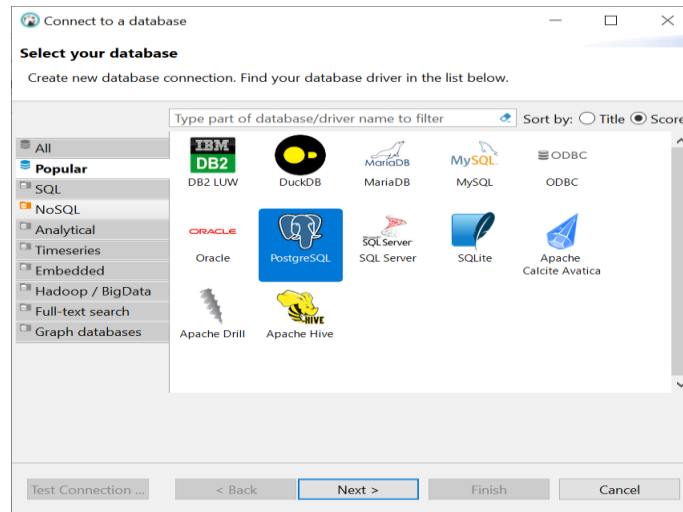 Connect to a database
Select your database
Create new database connection. Find your database driver in the list below.
Type part of database/driver name to filter
Sort by: Title Score
All
Popular
SQL
NoSQL
Analytical
Timeseries
Embedded
Hadoop / BigData
Full-text search
Graph databases
IBM
DB2
DB2 LUW
DuckDB
MariaDB
MariaDB
MySQL
MySQL
ODBC
ODBC
ORACLE
Oracle
PostgreSQL
SQL Server
SQL Server
SQLite
Apache
Calcite Avatica
Apache Drill
HIVE
Apache Hive
Test Connection ...
< Back
Next >
Finish
Cancel